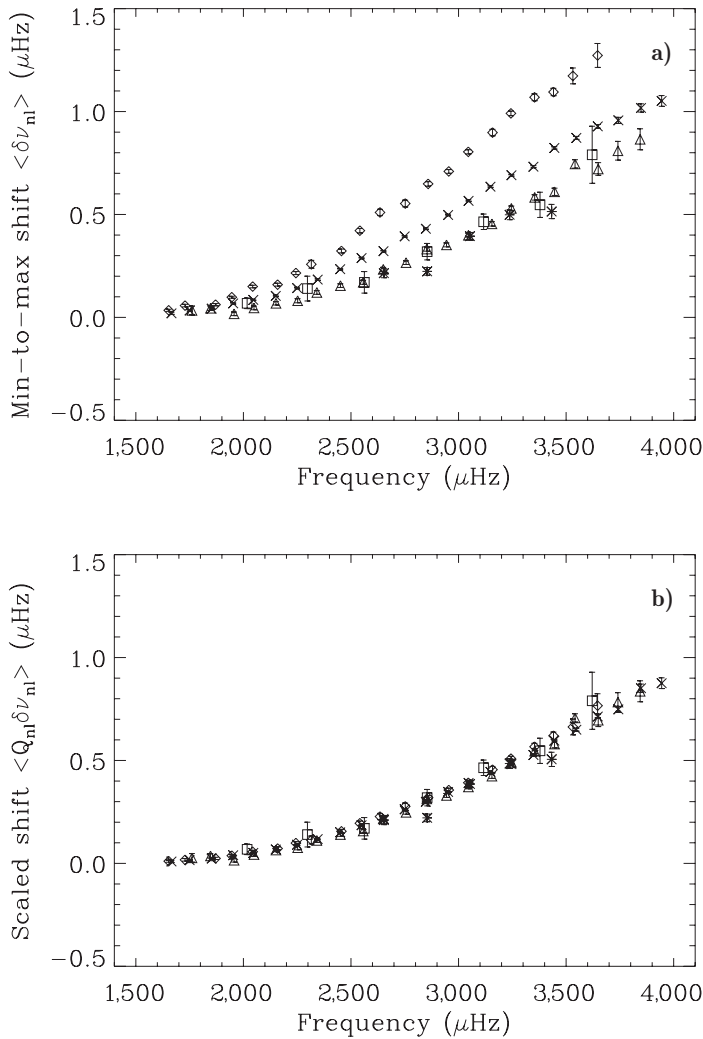 a)
Min−to−max shift <δν_nl> (μHz)
1.5
1.0
0.5
0.0
−0.5
1,500 2,000 2,500 3,000 3,500 4,000
Frequency (μHz)
b)
Scaled shift <Q_nl δν_nl> (μHz)
1.5
1.0
0.5
0.0
−0.5
1,500 2,000 2,500 3,000 3,500 4,000
Frequency (μHz)